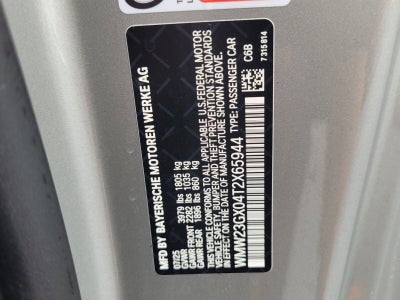 MFD BY BAYERISCHE MOTOREN WERKE AG
07/25
GVWR 3979 lbs 1805 kg
GAWR FRONT 2282 lbs 1035 kg
GAWR REAR 1896 lbs 860 kg
THIS VEHICLE CONFORMS TO ALL APPLICABLE U.S. FEDERAL MOTOR
VEHICLE SAFETY, BUMPER AND THEFT PREVENTION STANDARDS
IN EFFECT ON THE DATE OF MANUFACTURE SHOWN ABOVE
WMW23GX04T2X65944 TYPE: PASSENGER CAR
C6B
7 315 814